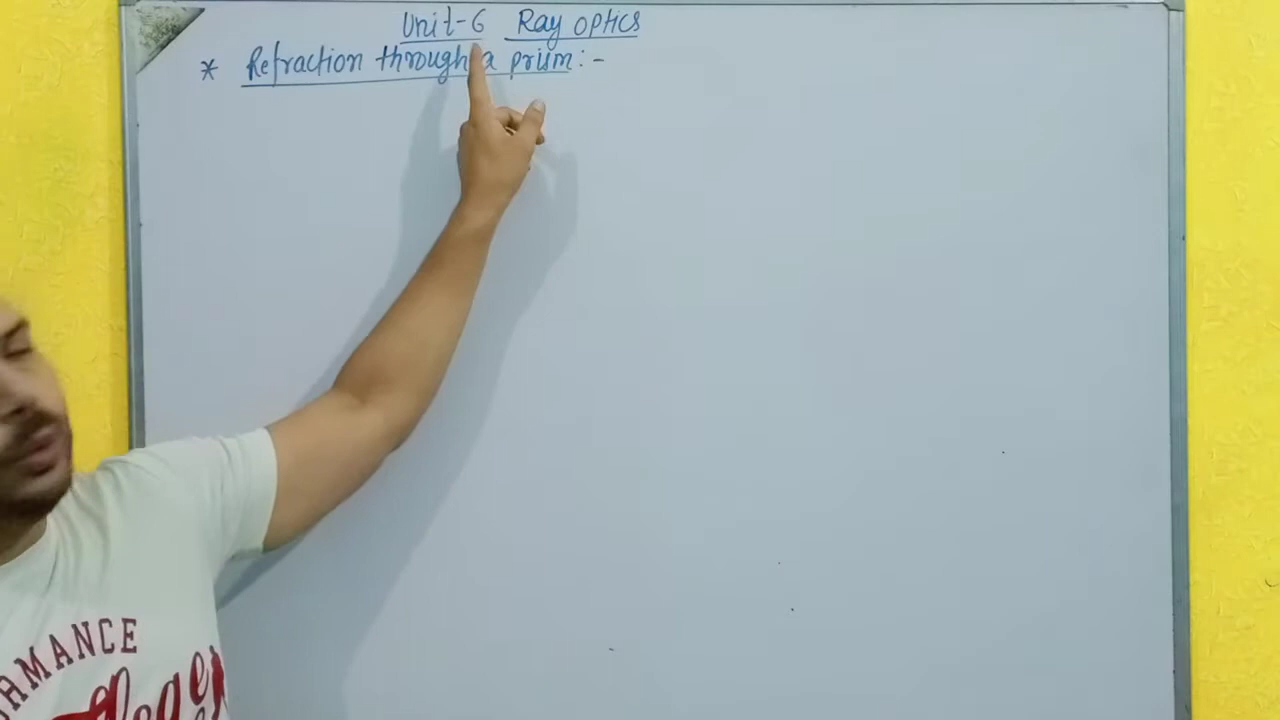 Unit-6 Ray optics
* Refraction through a prism:-
RMANCE